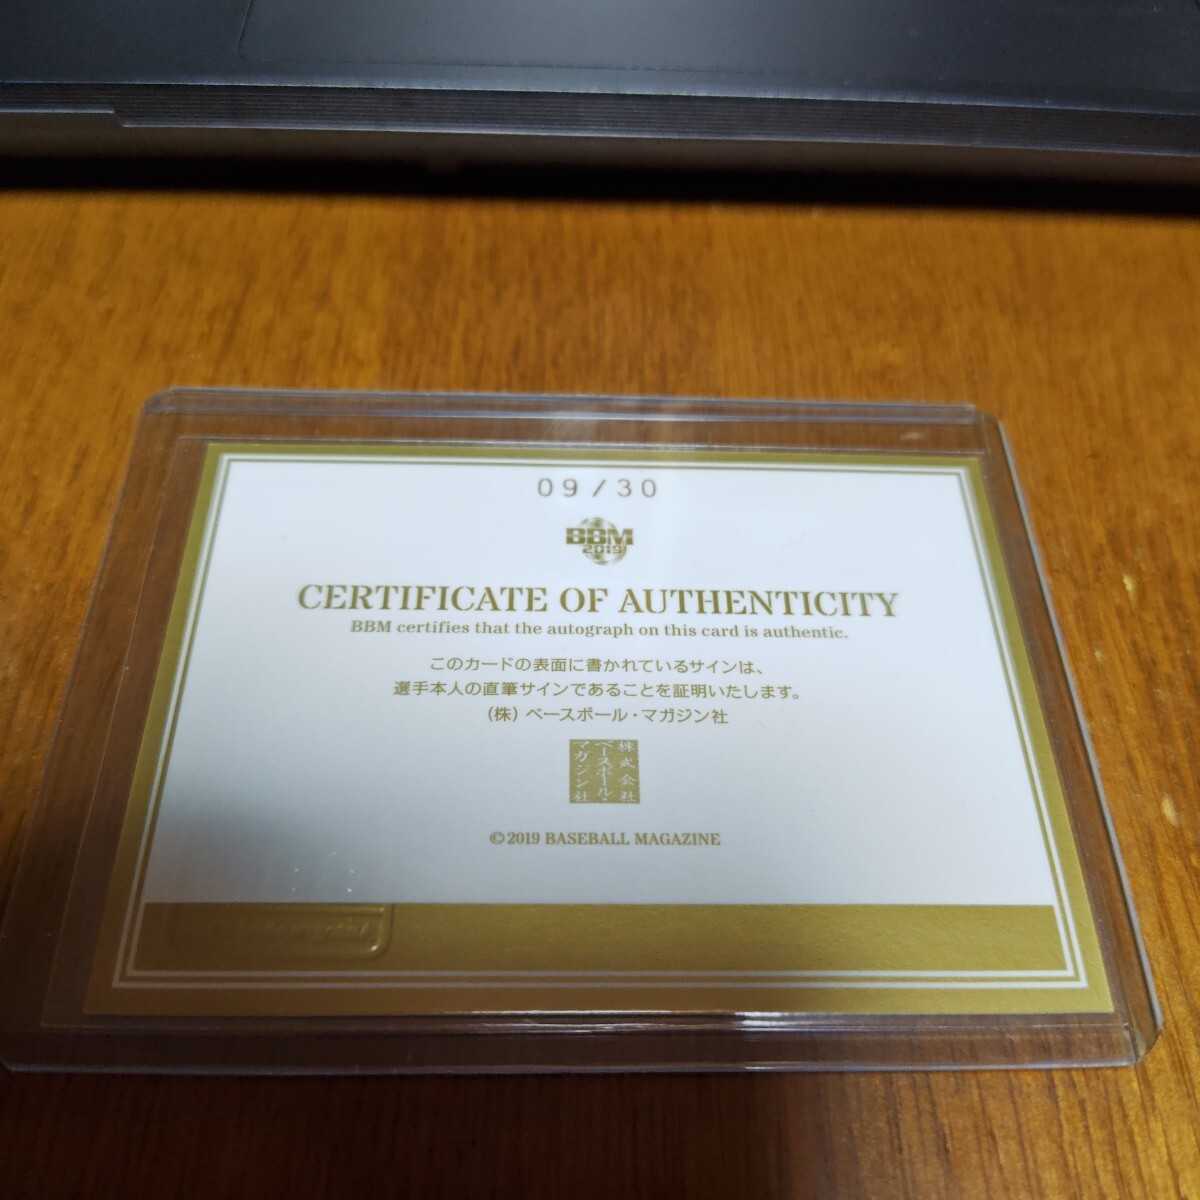 09/30
BBM
2019
CERTIFICATE OF AUTHENTICITY
BBM certifies that the autograph on this card is authentic.
このカードの表面に書かれているサインは、
選手本人の直筆サインであることを証明いたします。
(株) ベースボール・マガジン社
株式会社
ベースボール・
マガジン社
©2019 BASEBALL MAGAZINE